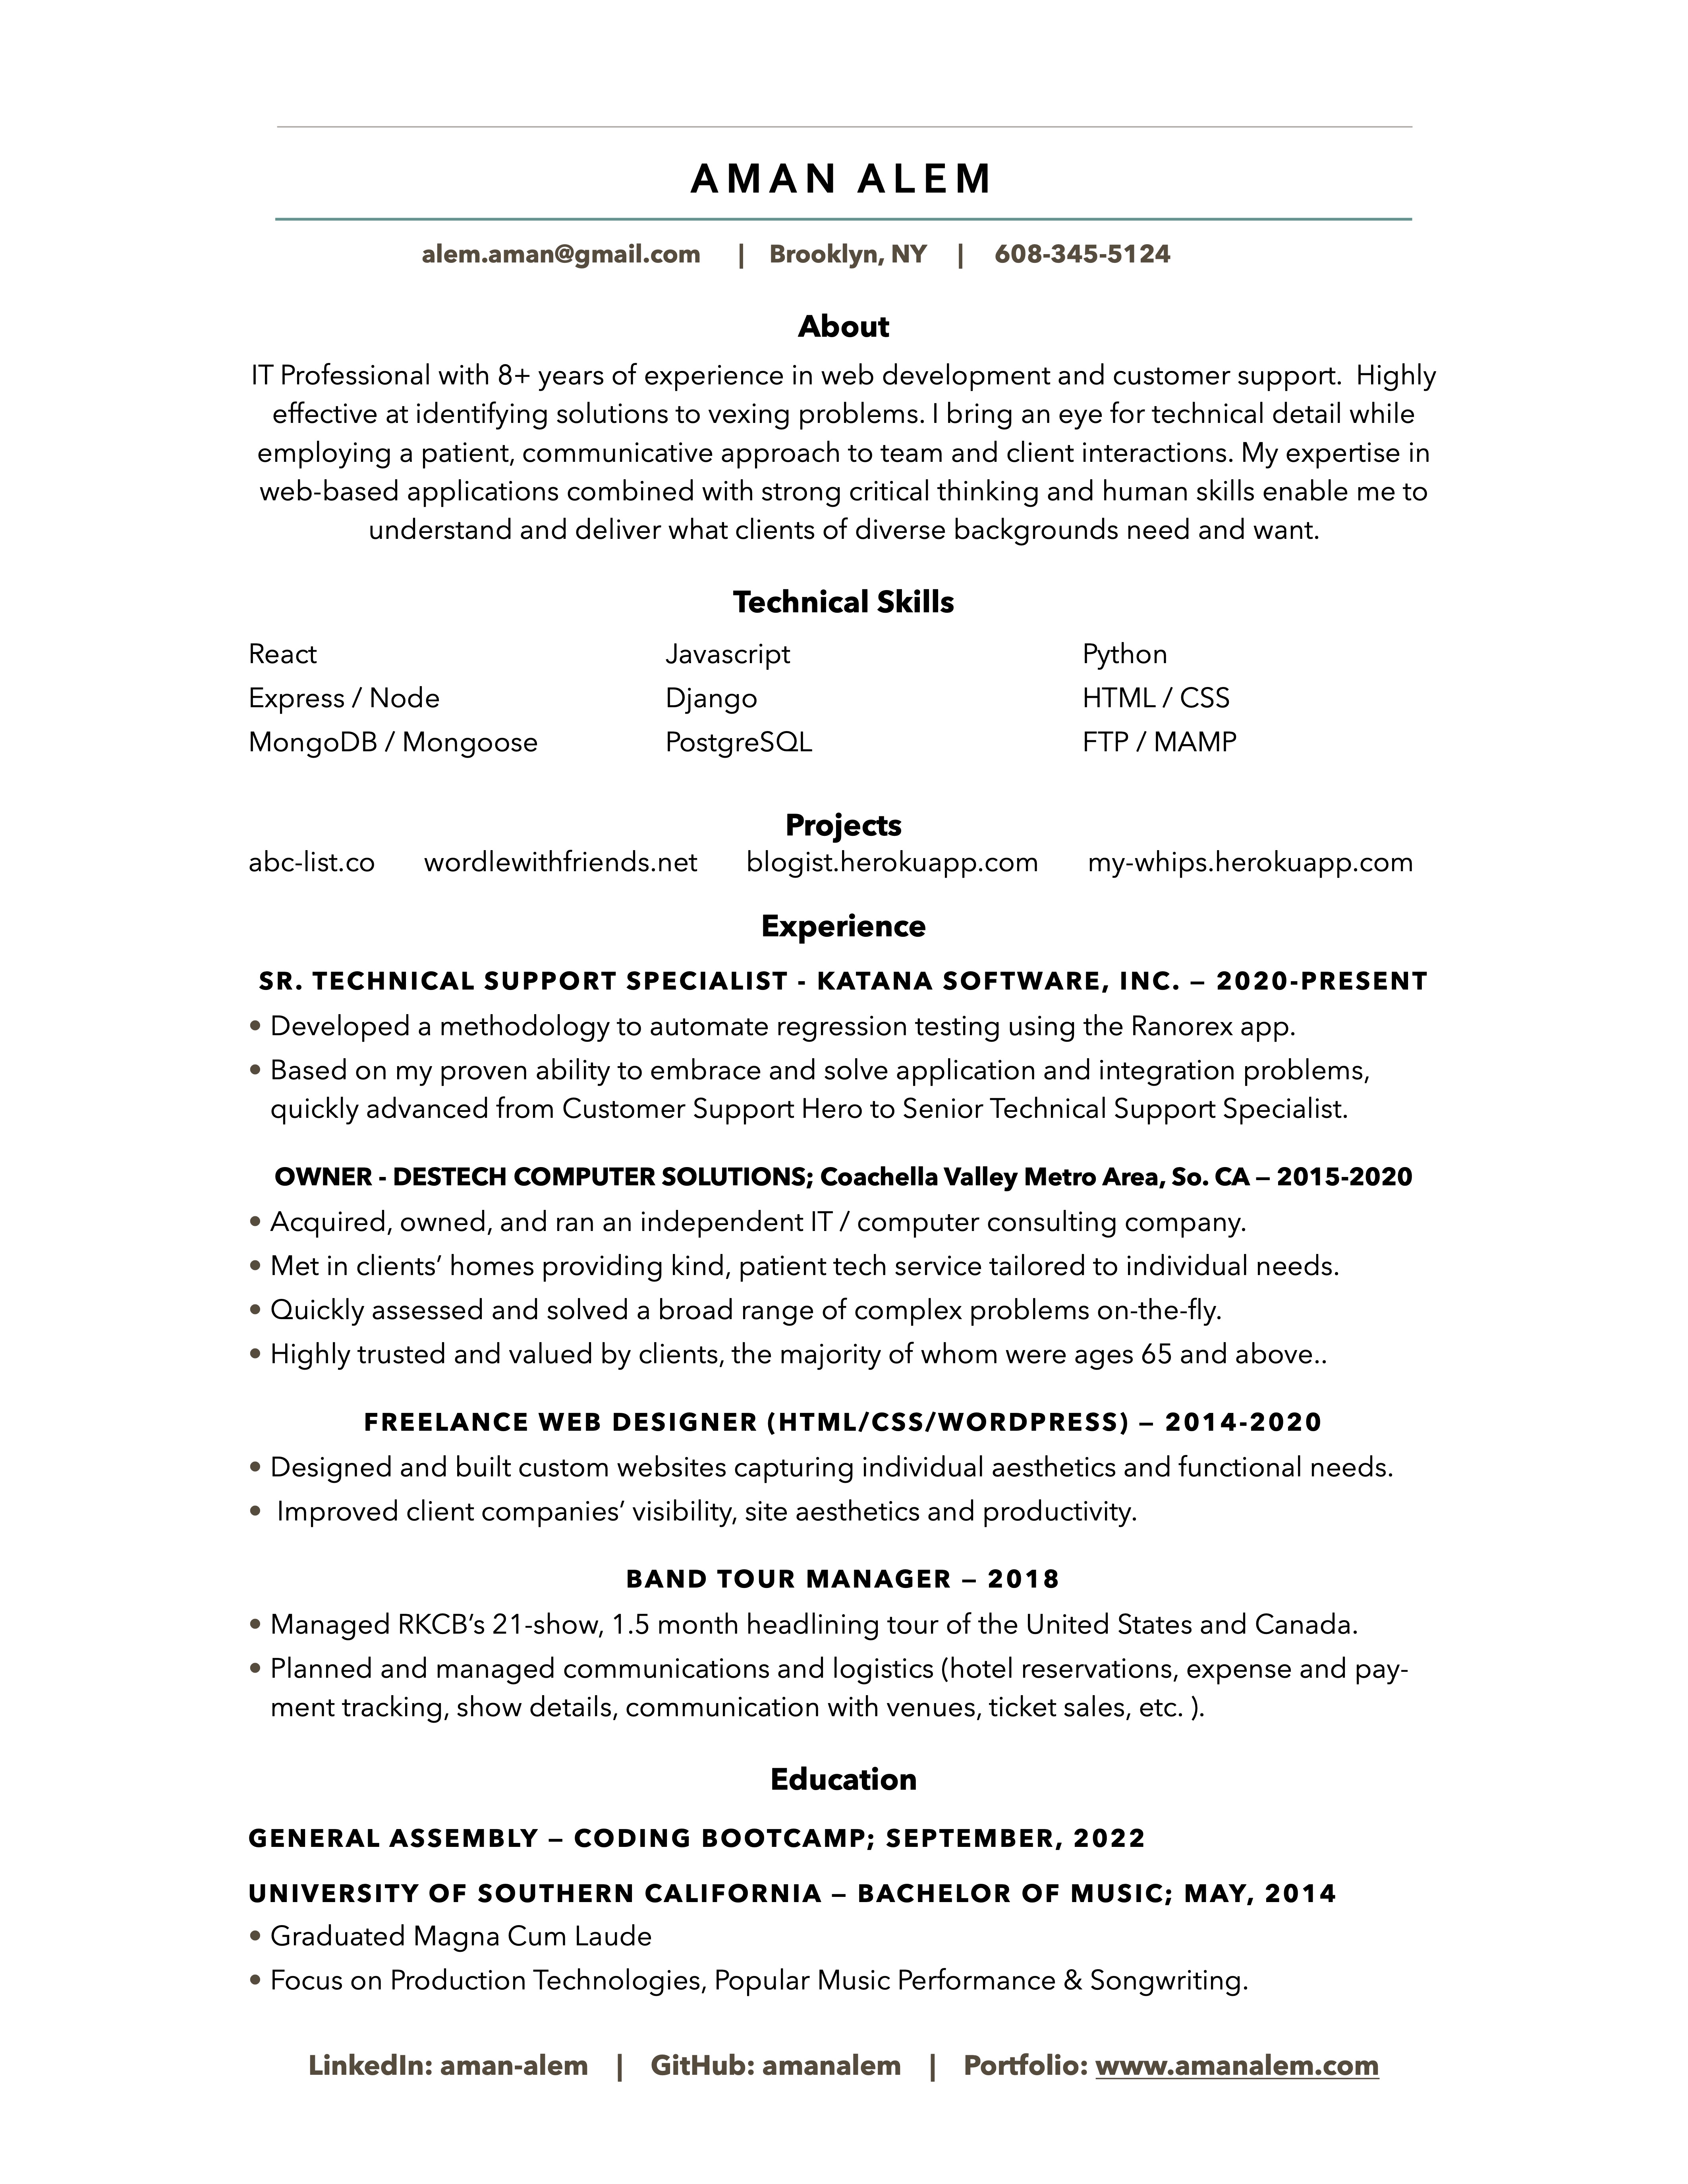 AMAN ALEM
alem.aman@gmail.com | Brooklyn, NY | 608-345-5124
About
IT Professional with 8+ years of experience in web development and customer support.  Highly
effective at identifying solutions to vexing problems. I bring an eye for technical detail while
employing a patient, communicative approach to team and client interactions. My expertise in
web-based applications combined with strong critical thinking and human skills enable me to
understand and deliver what clients of diverse backgrounds need and want.
Technical Skills
React Javascript Python
Express / Node Django HTML / CSS
MongoDB / Mongoose PostgreSQL FTP / MAMP
Projects
abc-list.co wordlewithfriends.net blogist.herokuapp.com my-whips.herokuapp.com
Experience
SR. TECHNICAL SUPPORT SPECIALIST - KATANA SOFTWARE, INC. – 2020-PRESENT
• Developed a methodology to automate regression testing using the Ranorex app.
• Based on my proven ability to embrace and solve application and integration problems,
quickly advanced from Customer Support Hero to Senior Technical Support Specialist.
OWNER - DESTECH COMPUTER SOLUTIONS; Coachella Valley Metro Area, So. CA – 2015-2020
• Acquired, owned, and ran an independent IT / computer consulting company.
• Met in clients’ homes providing kind, patient tech service tailored to individual needs.
• Quickly assessed and solved a broad range of complex problems on-the-fly.
• Highly trusted and valued by clients, the majority of whom were ages 65 and above..
FREELANCE WEB DESIGNER (HTML/CSS/WORDPRESS) – 2014-2020
• Designed and built custom websites capturing individual aesthetics and functional needs.
• Improved client companies’ visibility, site aesthetics and productivity.
BAND TOUR MANAGER – 2018
• Managed RKCB’s 21-show, 1.5 month headlining tour of the United States and Canada.
• Planned and managed communications and logistics (hotel reservations, expense and pay-
ment tracking, show details, communication with venues, ticket sales, etc. ).
Education
GENERAL ASSEMBLY – CODING BOOTCAMP; SEPTEMBER, 2022
UNIVERSITY OF SOUTHERN CALIFORNIA – BACHELOR OF MUSIC; MAY, 2014
• Graduated Magna Cum Laude
• Focus on Production Technologies, Popular Music Performance & Songwriting.
LinkedIn: aman-alem | GitHub: amanalem | Portfolio: www.amanalem.com